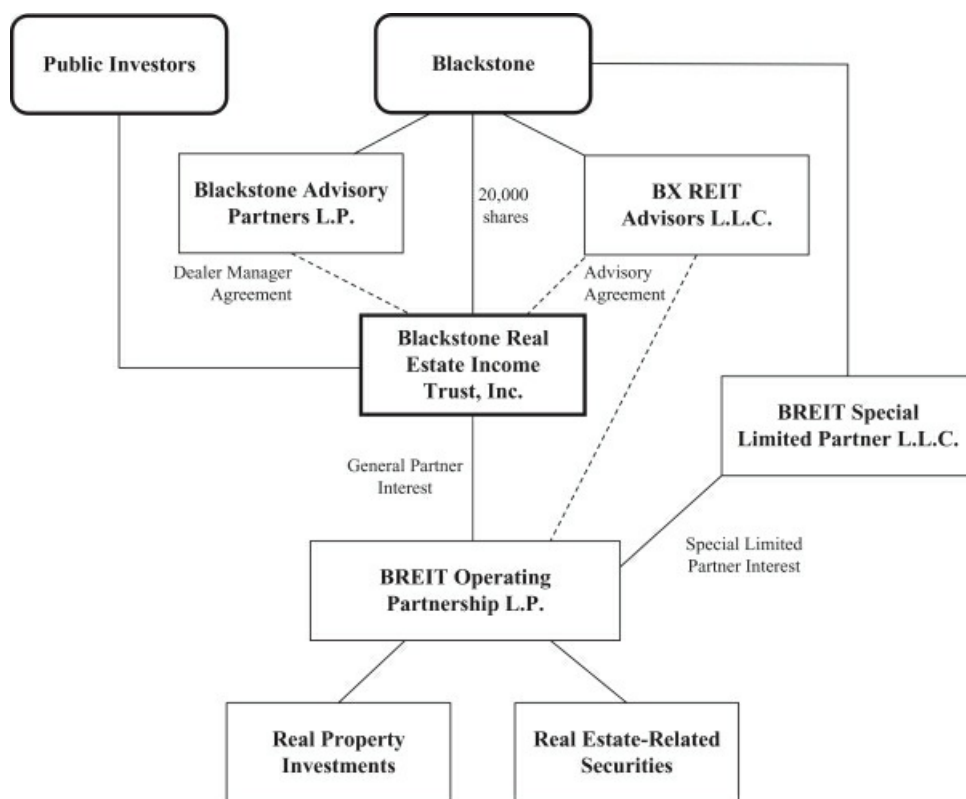 Public Investors
Blackstone
Blackstone Advisory
Partners L.P.
20,000
shares
BX REIT
Advisors L.L.C.
Dealer Manager
Agreement
Advisory
Agreement
Blackstone Real
Estate Income
Trust, Inc.
BREIT Special
Limited Partner L.L.C.
General Partner
Interest
Special Limited
Partner Interest
BREIT Operating
Partnership L.P.
Real Property
Investments
Real Estate-Related
Securities